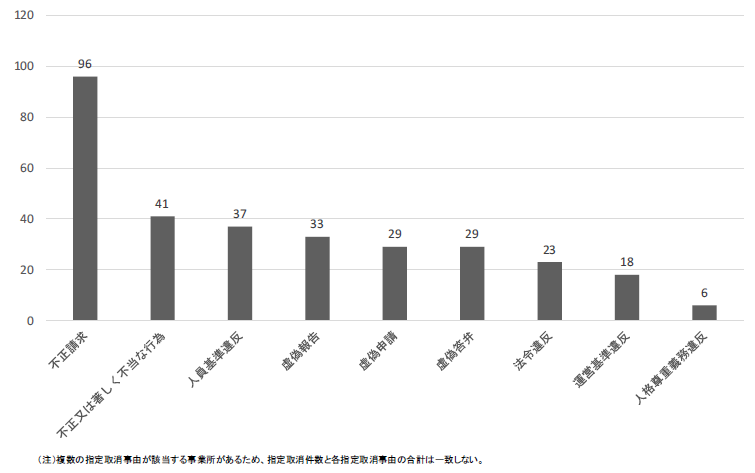 120
100
80
60
40
20
0
96
41
37
33
29
29
23
18
6
不正請求
不正又は著しく不当な行為
人員基準違反
虚偽報告
虚偽申請
虚偽答弁
法令違反
運営基準違反
人格尊重義務違反
（注）複数の指定取消事由が該当する事業所があるため、指定取消件数と各指定取消事由の合計は一致しない。